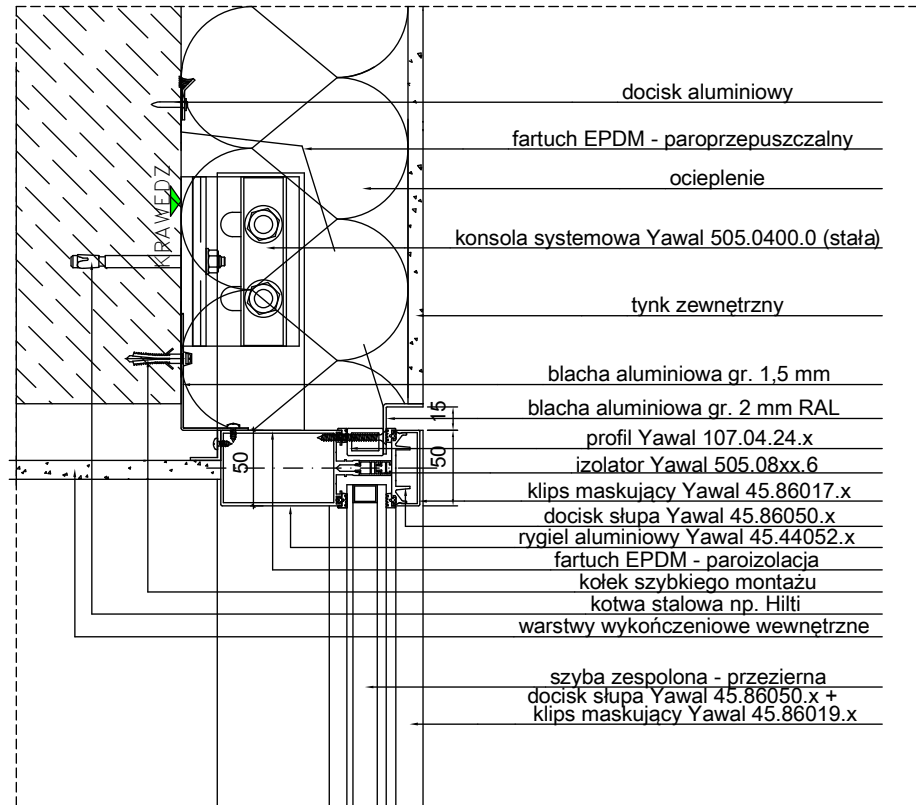 docisk aluminiowy
fartuch EPDM - paroprzepuszczalny
ocieplenie
KRAWEDZ
konsola systemowa Yawal 505.0400.0 (stała)
tynk zewnętrzny
blacha aluminiowa gr. 1,5 mm
blacha aluminiowa gr. 2 mm RAL
15
profil Yawal 107.04.24.x
50
50
izolator Yawal 505.08xx.6
klips maskujący Yawal 45.86017.x
docisk słupa Yawal 45.86050.x
rygiel aluminiowy Yawal 45.44052.x
fartuch EPDM - paroizolacja
kołek szybkiego montażu
kotwa stalowa np. Hilti
warstwy wykończeniowe wewnętrzne
szyba zespolona - przezierna
docisk słupa Yawal 45.86050.x +
klips maskujący Yawal 45.86019.x